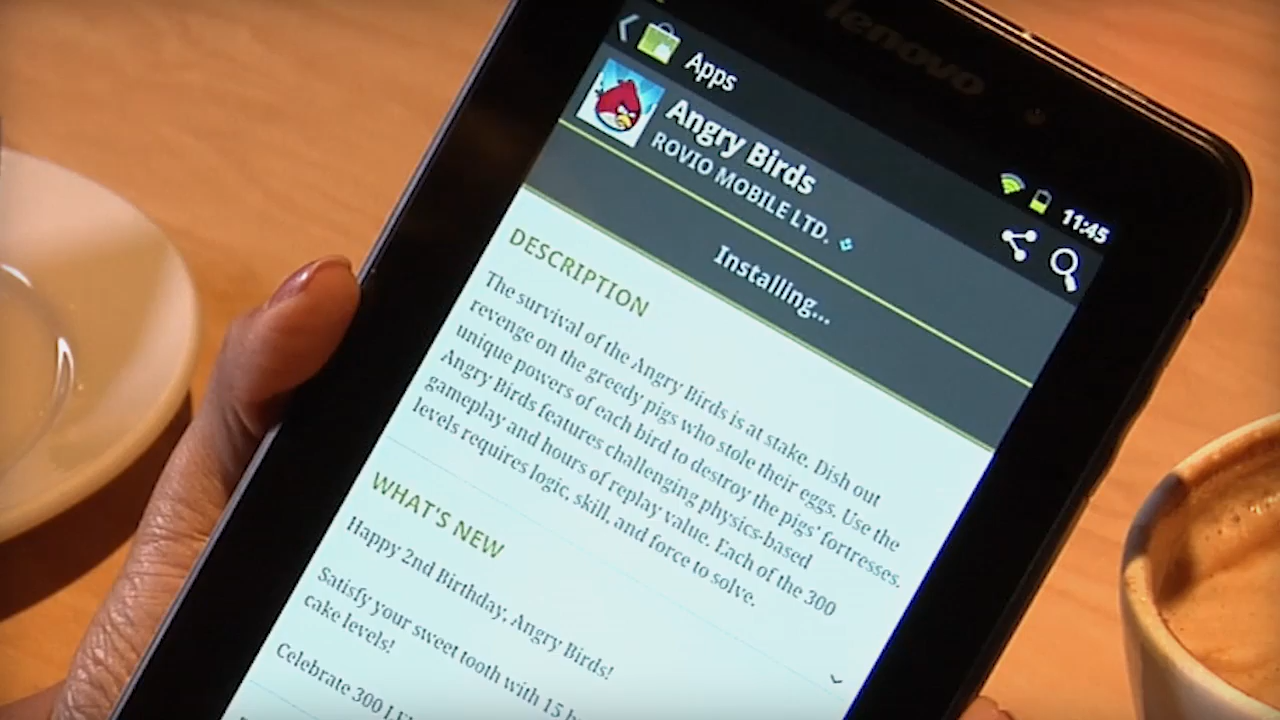 lenovo
11:45
Apps
Angry Birds
ROVIO MOBILE LTD.
Installing...
DESCRIPTION
The survival of the Angry Birds is at stake. Dish out
revenge on the greedy pigs who stole their eggs. Use the
unique powers of each bird to destroy the pigs' fortresses.
Angry Birds features challenging physics-based
gameplay and hours of replay value. Each of the 300
levels requires logic, skill, and force to solve.
WHAT'S NEW
Happy 2nd Birthday, Angry Birds!
Satisfy your sweet tooth with 15
cake levels!
Celebrate 300